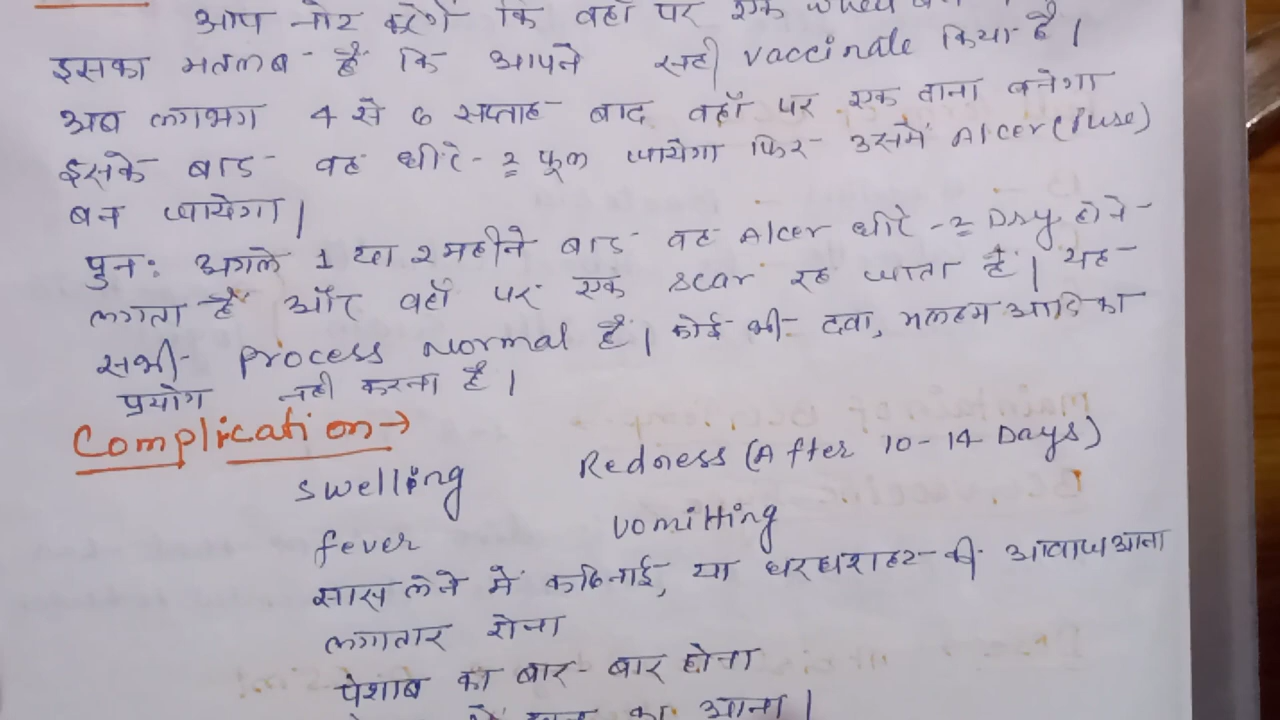 आप नोट करेंगे कि वहाँ पर एक
इसका मतलब है कि आपने सही vaccinate किया है।
अब लगभग 4 से 6 सप्ताह बाद वहाँ पर एक दाना बनेगा
इसके बाद वह धीरे-2 फूल जायेगा फिर उसमें Alcer (Puse)
बन जायेगा।
पुनः अगले 1 या 2 महीने बाद वह Alcer धीरे-2 Dry होने
लगता है और वहाँ पर एक scar रह जाता है। यह
सभी process Normal है। कोई भी दवा, मलहम आदि का
प्रयोग नही करना है।
Complication→
swelling Redness (After 10-14 Days)
fever vomitting
सास लेने में कठिनाई, या घरघराहट की आवाज आना
लगातार रोना
पेशाब का बार-बार होना
का आना।